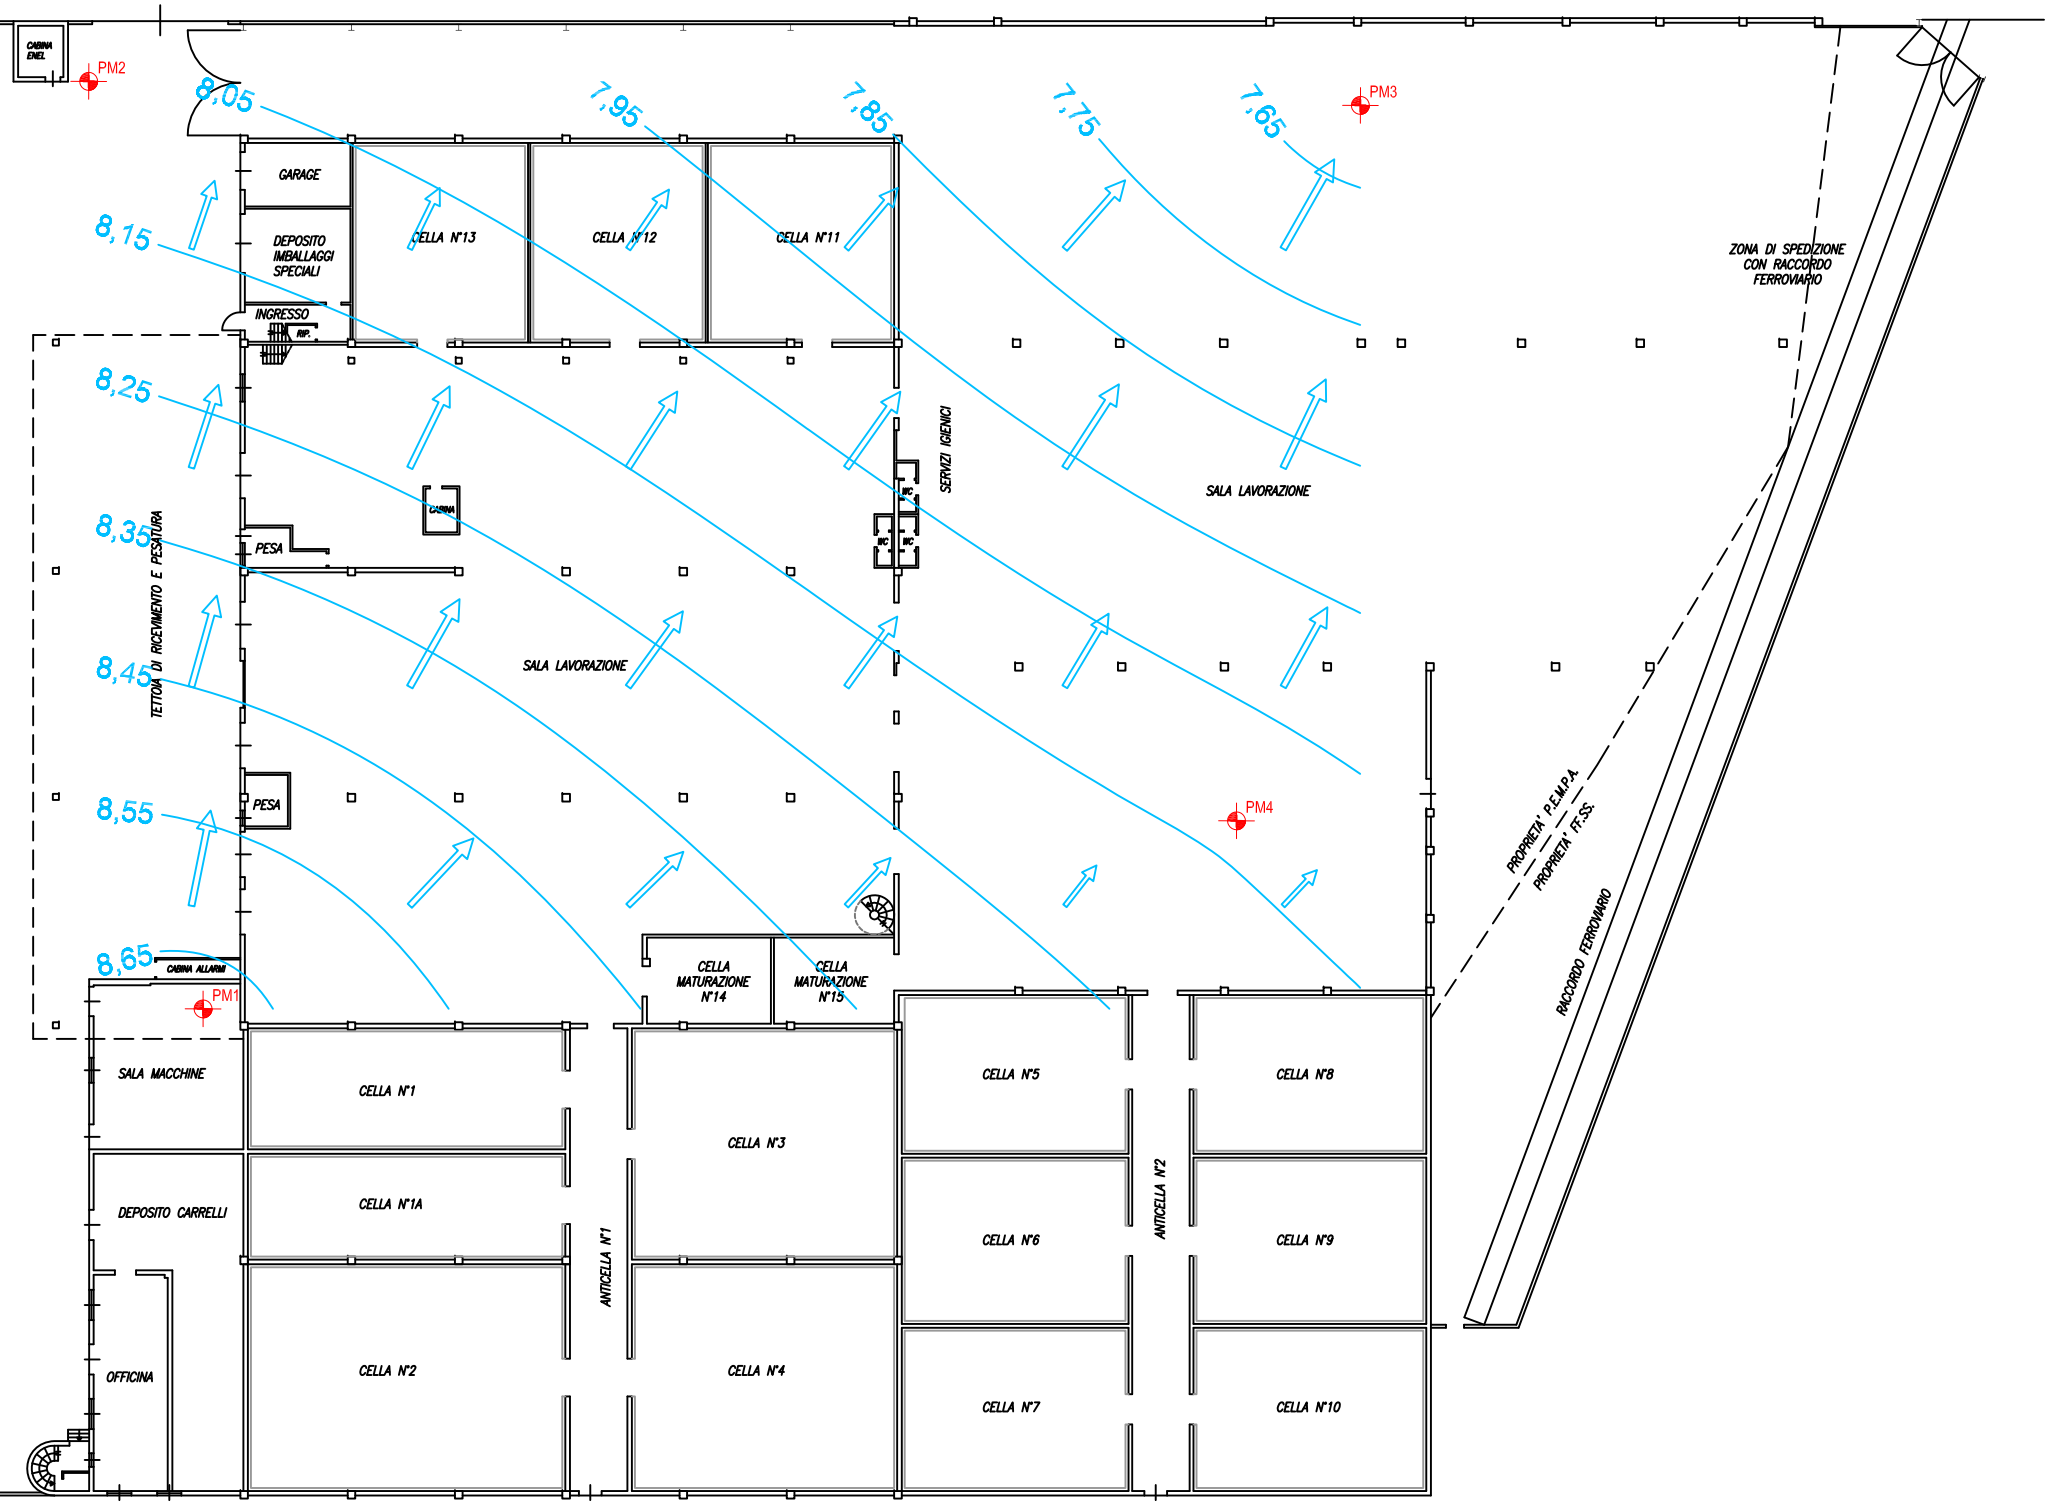 CABINA
ENEL
PM2
8,05
7,95
7,85
7,75
7,65
PM3
GARAGE
8,15
DEPOSITO
IMBALLAGGI
SPECIALI
CELLA N°13
CELLA N°12
CELLA N°11
ZONA DI SPEDIZIONE
CON RACCORDO
FERROVIARIO
INGRESSO
RIP.
8,25
SERVIZI IGIENICI
WC
SALA LAVORAZIONE
CABINA
8,35
TETTOIA DI RICEVIMENTO E PESATURA
PESA
WC
WC
8,45
SALA LAVORAZIONE
8,55
PESA
PM4
PROPRIETA' P.E.M.P.A.
PROPRIETA' FF.SS.
RACCORDO FERROVIARIO
8,65
CABINA ALLARMI
CELLA
MATURAZIONE
N°14
CELLA
MATURAZIONE
N°15
PM1
SALA MACCHINE
CELLA N°1
CELLA N°3
CELLA N°5
CELLA N°8
DEPOSITO CARRELLI
CELLA N°1A
ANTICELLA N°1
ANTICELLA N°2
CELLA N°6
CELLA N°9
OFFICINA
CELLA N°2
CELLA N°4
CELLA N°7
CELLA N°10